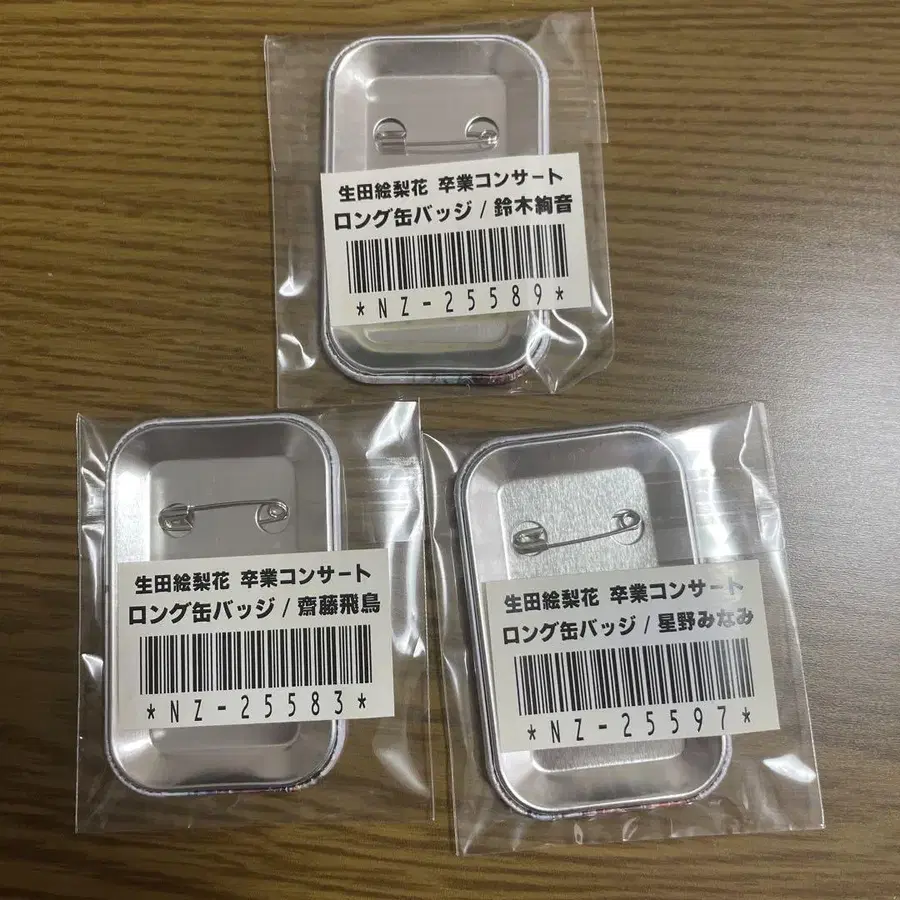 生田絵梨花 卒業コンサート
ロング缶バッジ / 鈴木絢音
*NZ-25589*
生田絵梨花 卒業コンサート
ロング缶バッジ / 齋藤飛鳥
*NZ-25583*
生田絵梨花 卒業コンサート
ロング缶バッジ / 星野みなみ
*NZ-25597*